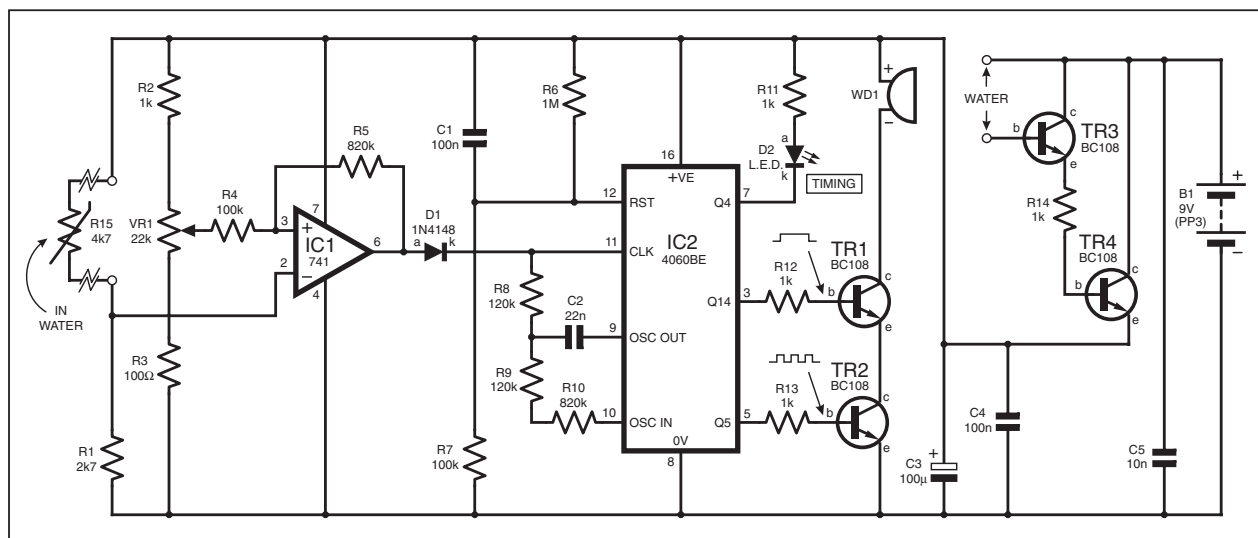 R2
1k
R5
820k
R4
100k
R15
4k7
VR1
22k
IN
WATER
3
7
2
+
−
IC1
741
6
4
D1
1N4148
a
k
R3
100Ω
R1
2k7
C1
100n
R6
1M
R8
120k
C2
22n
R9
120k
R10
820k
R7
100k
16
+VE
12
RST
Q4
7
11
CLK
IC2
4060BE
Q14
3
9
OSC OUT
10
OSC IN
Q5
5
0V
8
R11
1k
a
D2
L.E.D.
k
TIMING
+
WD1
−
TR1
BC108
R12
1k
b
c
e
TR2
BC108
R13
1k
b
c
e
WATER
c
b
e
TR3
BC108
R14
1k
TR4
BC108
b
c
e
+
B1
9V
(PP3)
−
C4
100n
+
C3
100µ
C5
10n